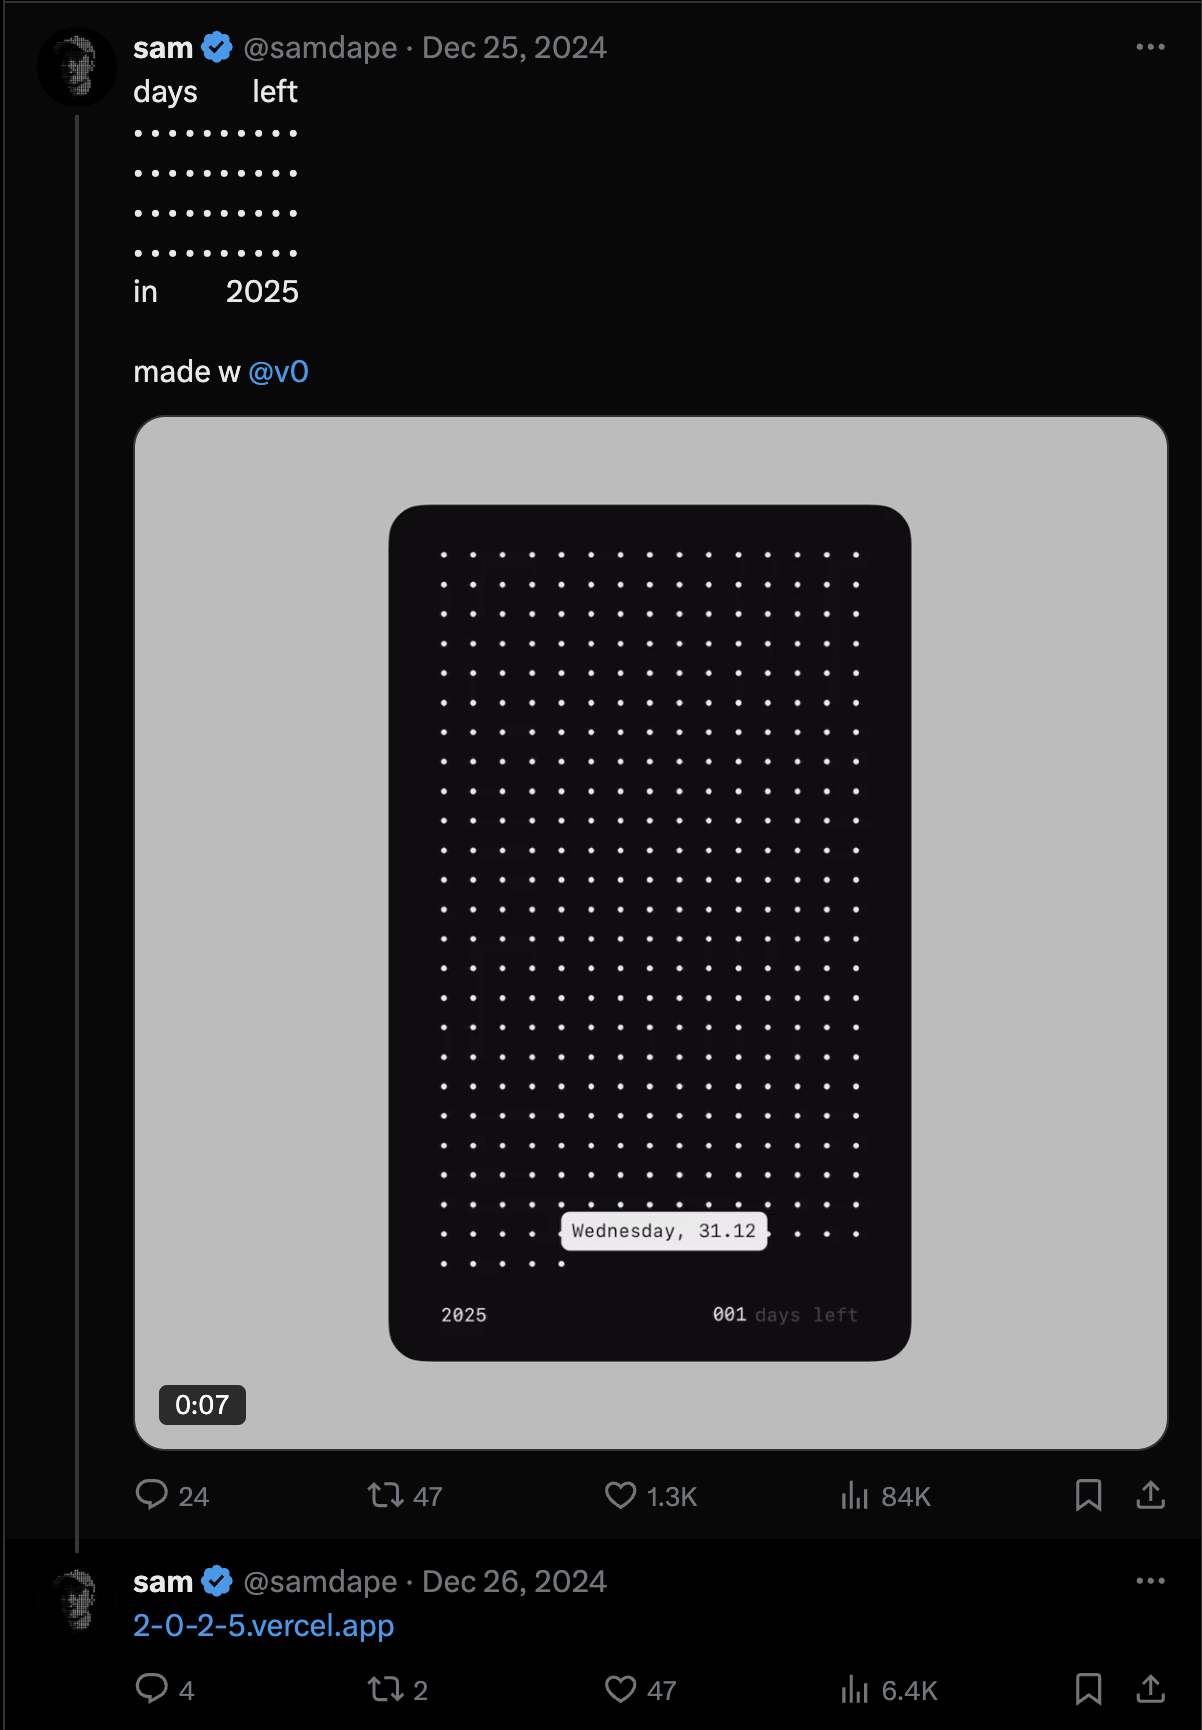 sam @samdape · Dec 25, 2024
days left
• • • • • • • • • •
• • • • • • • • • •
• • • • • • • • • •
• • • • • • • • • •
in 2025
made w @v0
Wednesday, 31.12
2025 001 days left
0:07
24 47 1.3K 84K
sam @samdape · Dec 26, 2024
2-0-2-5.vercel.app
4 2 47 6.4K